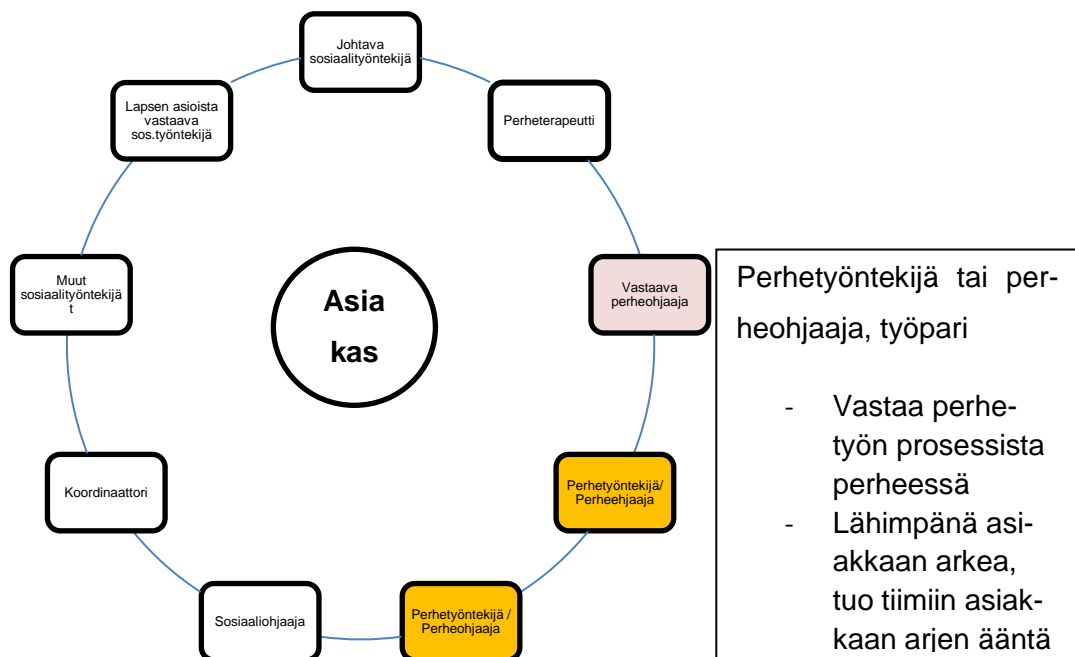 Johtava
sosiaalityöntekijä
Perheterapeutti
Vastaava
perheohjaaja
Perhetyöntekijä/
Perheehjaaja
Perhetyöntekijä /
Perheohjaaja
Sosiaaliohjaaja
Koordinaattori
Muut
sosiaalityöntekijä
t
Lapsen asioista
vastaava
sos.työntekijä
Asia
kas
Perhetyöntekijä tai per-
heohjaaja, työpari
- Vastaa perhe-
työn prosessista
perheessä
- Lähimpänä asi-
akkaan arkea,
tuo tiimiin asiak-
kaan arjen ääntä